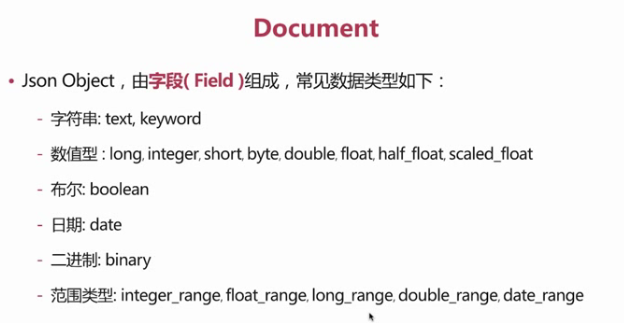 Document
• Json Object，由字段( Field )组成，常见数据类型如下：
- 字符串: text, keyword
- 数值型 : long, integer, short, byte, double, float, half_float, scaled_float
- 布尔: boolean
- 日期: date
- 二进制: binary
- 范围类型: integer_range, float_range, long_range, double_range, date_range